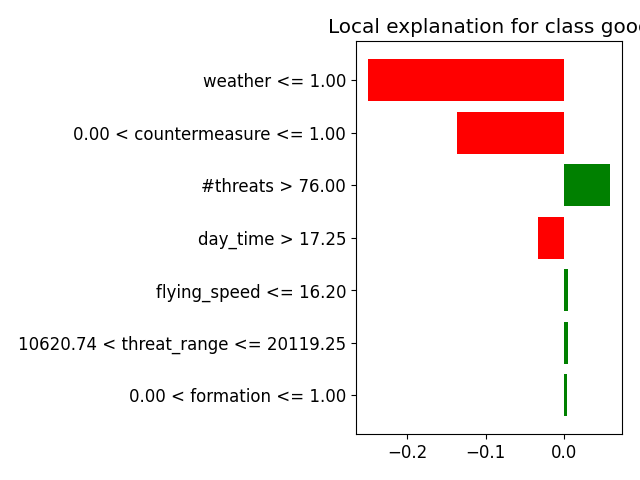 Local explanation for class good
weather <= 1.00
0.00 < countermeasure <= 1.00
#threats > 76.00
day_time > 17.25
flying_speed <= 16.20
10620.74 < threat_range <= 20119.25
0.00 < formation <= 1.00
−0.2 −0.1 0.0